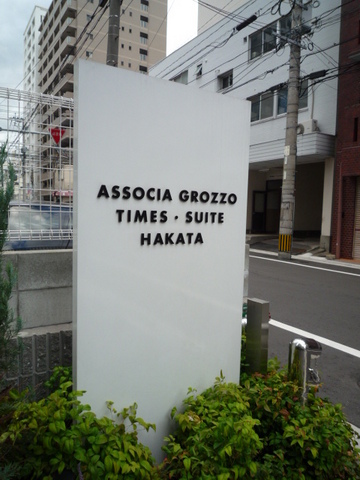 ASSOCIA GROZZO
TIMES · SUITE
HAKATA